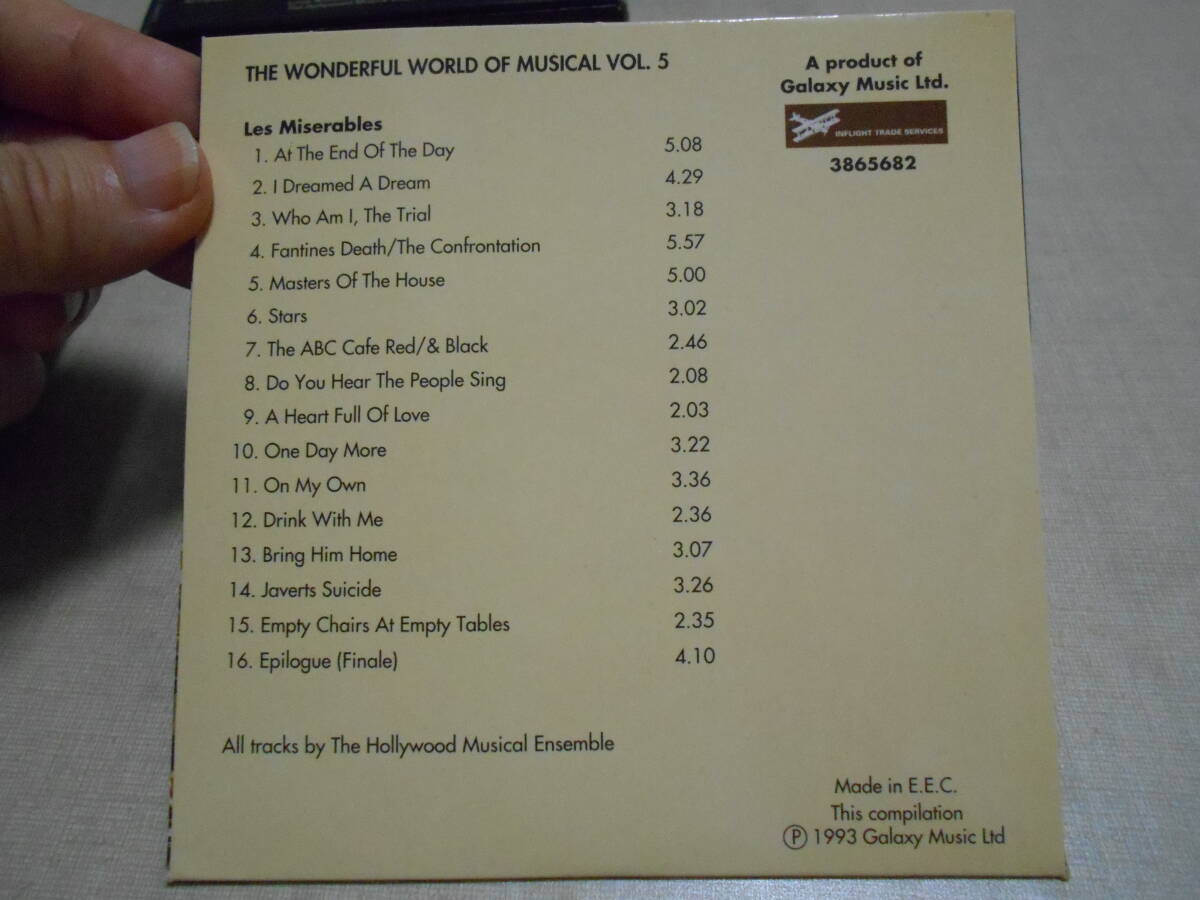 THE WONDERFUL WORLD OF MUSICAL VOL. 5
A product of
Galaxy Music Ltd.
INFLIGHT TRADE SERVICES
3865682
Les Miserables
1. At The End Of The Day 5.08
2. I Dreamed A Dream 4.29
3. Who Am I, The Trial 3.18
4. Fantines Death/The Confrontation 5.57
5. Masters Of The House 5.00
6. Stars 3.02
7. The ABC Cafe Red/& Black 2.46
8. Do You Hear The People Sing 2.08
9. A Heart Full Of Love 2.03
10. One Day More 3.22
11. On My Own 3.36
12. Drink With Me 2.36
13. Bring Him Home 3.07
14. Javerts Suicide 3.26
15. Empty Chairs At Empty Tables 2.35
16. Epilogue (Finale) 4.10
All tracks by The Hollywood Musical Ensemble
Made in E.E.C.
This compilation
Ⓟ 1993 Galaxy Music Ltd